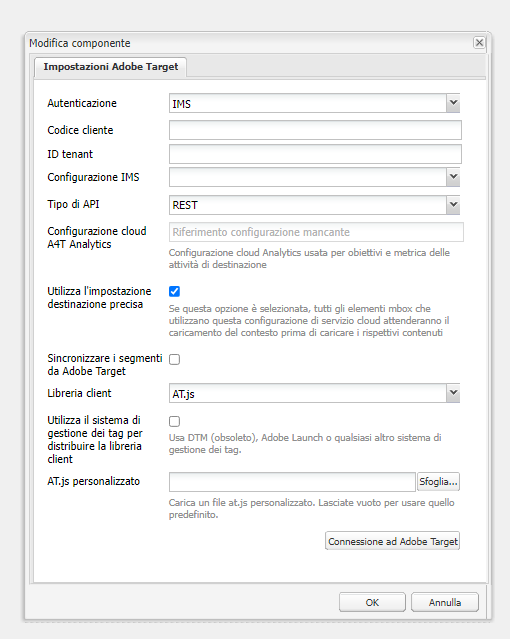 Modifica componente
Impostazioni Adobe Target
Autenticazione
IMS
Codice cliente
ID tenant
Configurazione IMS
Tipo di API
REST
Configurazione cloud
A4T Analytics
Riferimento configurazione mancante
Configurazione cloud Analytics usata per obiettivi e metrica delle
attività di destinazione
Utilizza l'impostazione
destinazione precisa
Se questa opzione è selezionata, tutti gli elementi mbox che
utilizzano questa configurazione di servizio cloud attenderanno il
caricamento del contesto prima di caricare i rispettivi contenuti
Sincronizzare i segmenti
da Adobe Target
Libreria client
AT.js
Utilizza il sistema di
gestione dei tag per
distribuire la libreria
client
Usa DTM (obsoleto), Adobe Launch o qualsiasi altro sistema di
gestione dei tag.
AT.js personalizzato
Sfoglia...
Carica un file at.js personalizzato. Lasciate vuoto per usare quello
predefinito.
Connessione ad Adobe Target
OK
Annulla